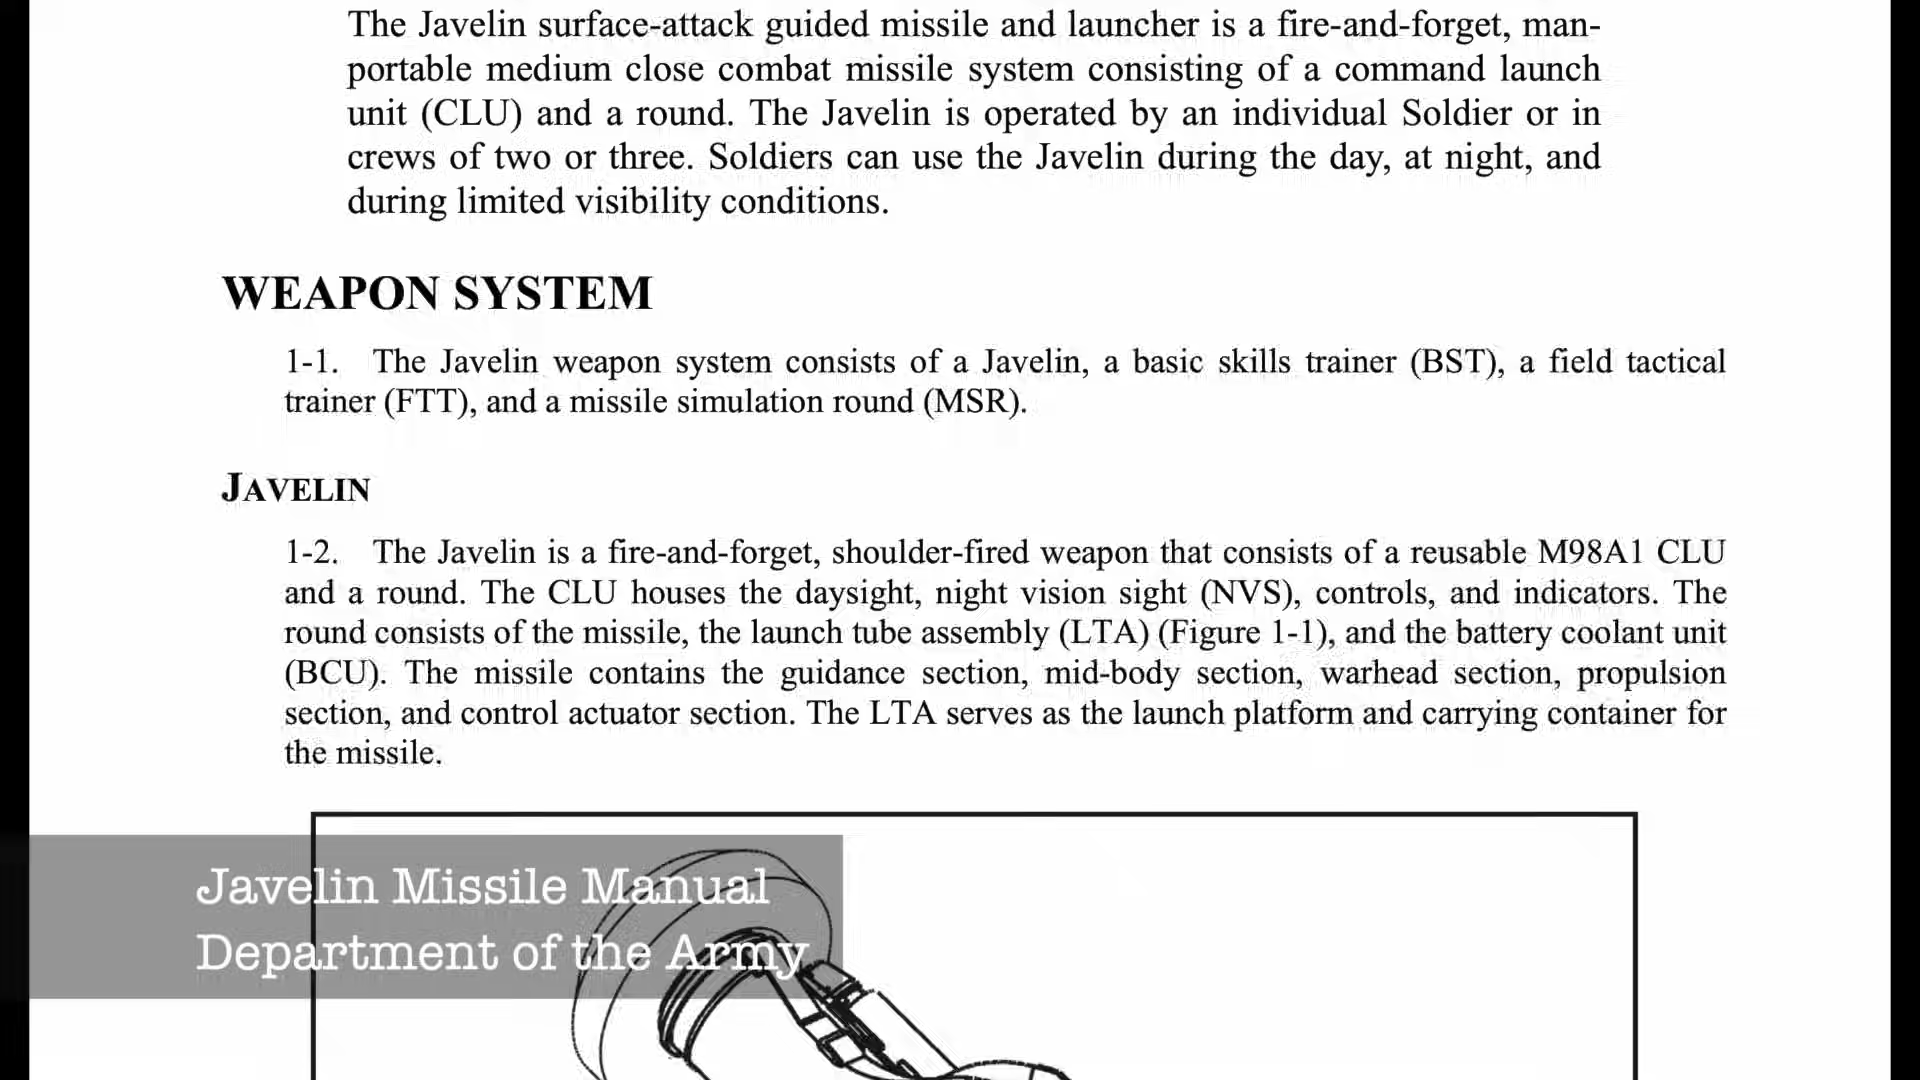 The Javelin surface-attack guided missile and launcher is a fire-and-forget, man-
portable medium close combat missile system consisting of a command launch
unit (CLU) and a round. The Javelin is operated by an individual Soldier or in
crews of two or three. Soldiers can use the Javelin during the day, at night, and
during limited visibility conditions.
WEAPON SYSTEM
1-1. The Javelin weapon system consists of a Javelin, a basic skills trainer (BST), a field tactical
trainer (FTT), and a missile simulation round (MSR).
JAVELIN
1-2. The Javelin is a fire-and-forget, shoulder-fired weapon that consists of a reusable M98A1 CLU
and a round. The CLU houses the daysight, night vision sight (NVS), controls, and indicators. The
round consists of the missile, the launch tube assembly (LTA) (Figure 1-1), and the battery coolant unit
(BCU). The missile contains the guidance section, mid-body section, warhead section, propulsion
section, and control actuator section. The LTA serves as the launch platform and carrying container for
the missile.
Javelin Missile Manual
Department of the Army